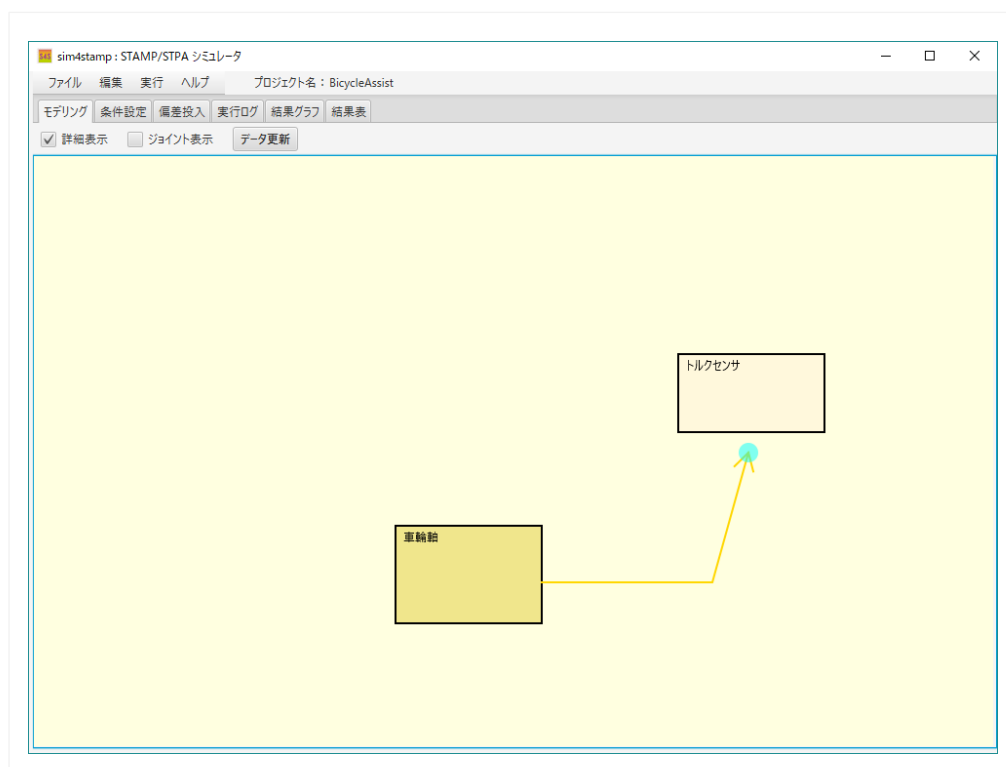 sim4stamp : STAMP/STPA シミュレータ
ファイル 編集 実行 ヘルプ プロジェクト名 : BicycleAssist
モデリング 条件設定 偏差投入 実行ログ 結果グラフ 結果表
詳細表示 ジョイント表示 データ更新
トルクセンサ
車輪軸